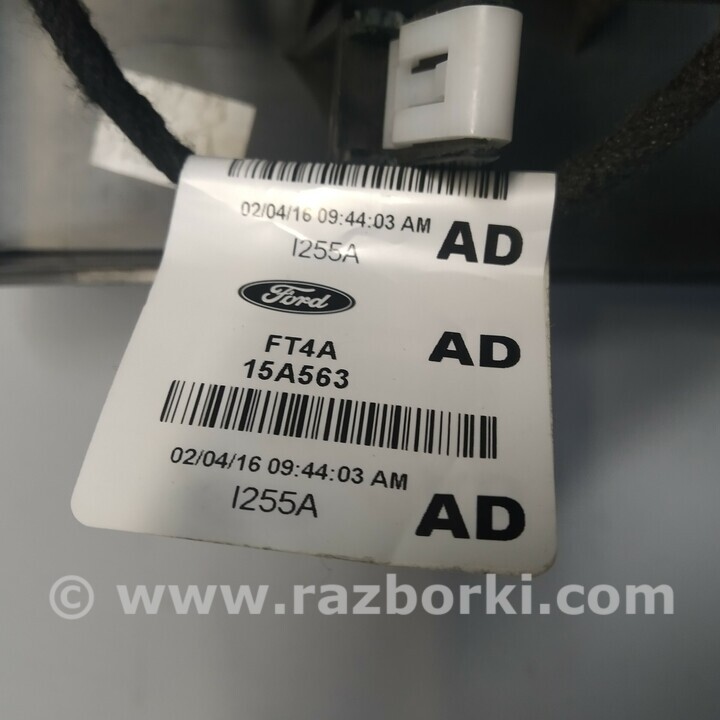 02/04/16 09:44:03 AM AD
I255A
Ford
FT4A AD
15A563
02/04/16 09:44:03 AM
I255A AD
© www.razborki.com